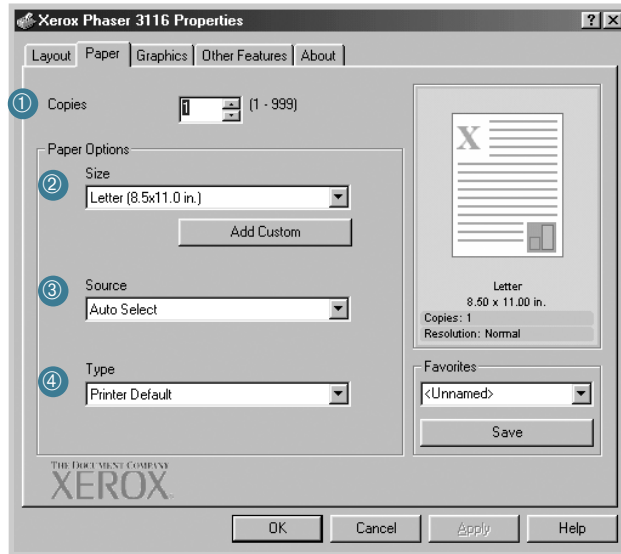 Xerox Phaser 3116 Properties
Layout Paper Graphics Other Features About
① Copies 1 (1 - 999)
Paper Options
② Size
Letter (8.5x11.0 in.)
Add Custom
③ Source
Auto Select
④ Type
Printer Default
X
Letter
8.50 x 11.00 in.
Copies: 1
Resolution: Normal
Favorites
<Unnamed>
Save
THE DOCUMENT COMPANY
XEROX
OK Cancel Apply Help